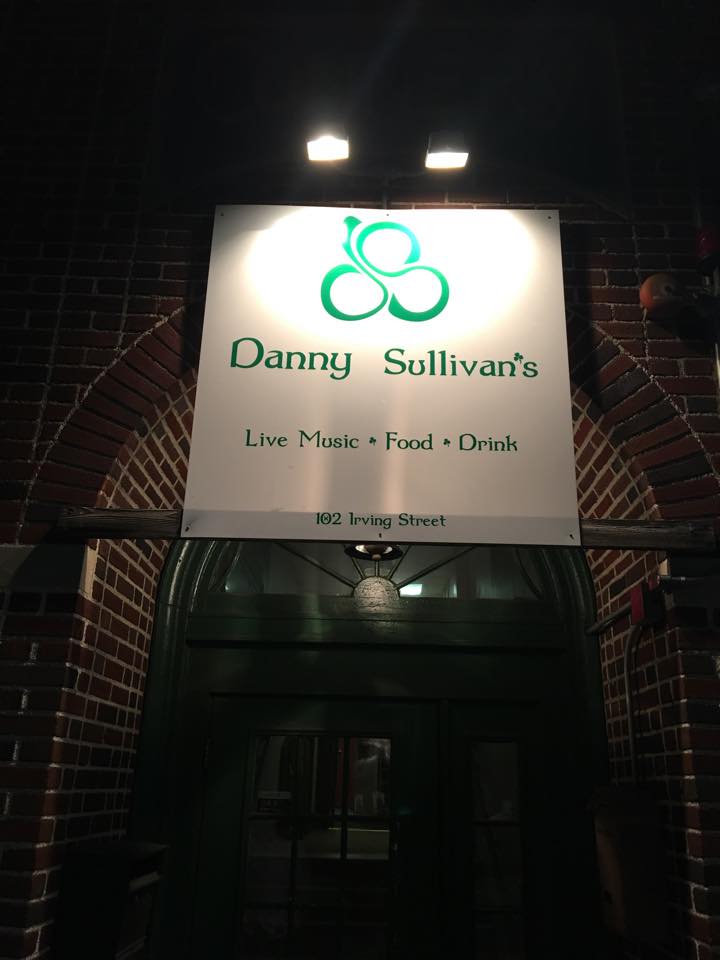 Danny Sullivan's
Live Music Food Drink
102 Irving Street